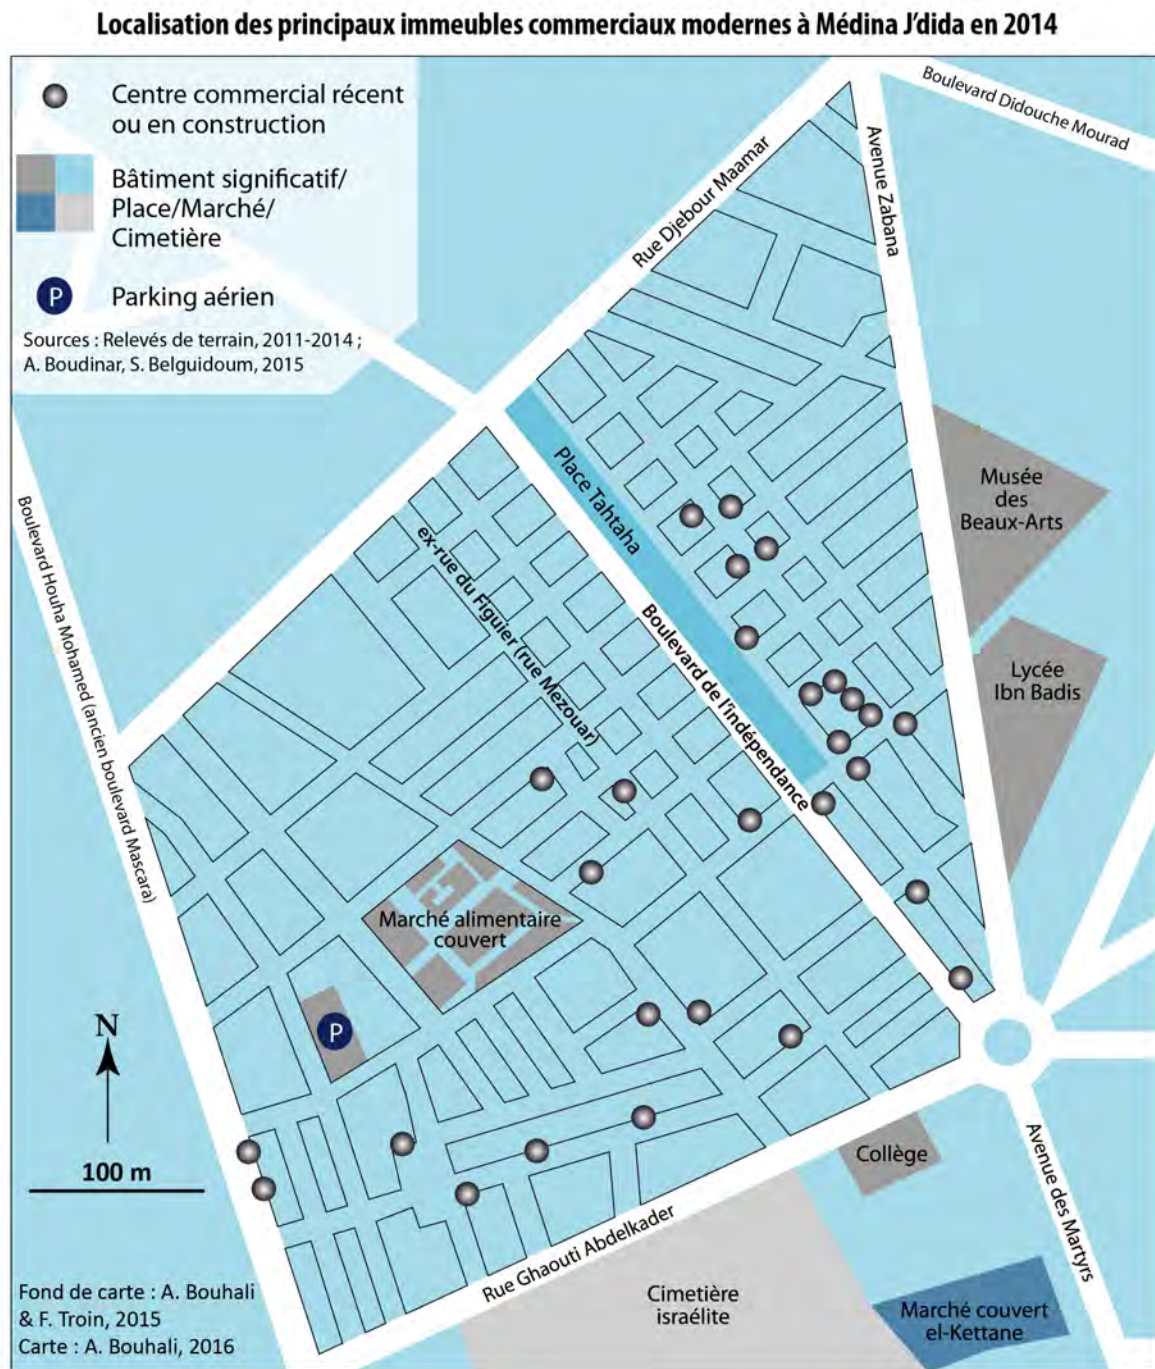 Localisation des principaux immeubles commerciaux modernes à Médina J'dida en 2014
Centre commercial récent
ou en construction
Bâtiment significatif/
Place/Marché/
Cimetière
P
Parking aérien
Sources : Relevés de terrain, 2011-2014 ;
A. Boudinar, S. Belguidoum, 2015
Boulevard Didouche Mourad
Rue Djebour Maamar
Avenue Zabana
Place Tahtaha
Musée
des
Beaux-Arts
Boulevard Houha Mohamed (ancien boulevard Mascara)
ex-rue du Figuier (rue Mezouar)
Boulevard de l'indépendance
Lycée
Ibn Badis
Marché alimentaire
couvert
P
N
100 m
Collège
Avenue des Martyrs
Rue Ghaouti Abdelkader
Cimetière
israélite
Marché couvert
el-Kettane
Fond de carte : A. Bouhali
& F. Troin, 2015
Carte : A. Bouhali, 2016